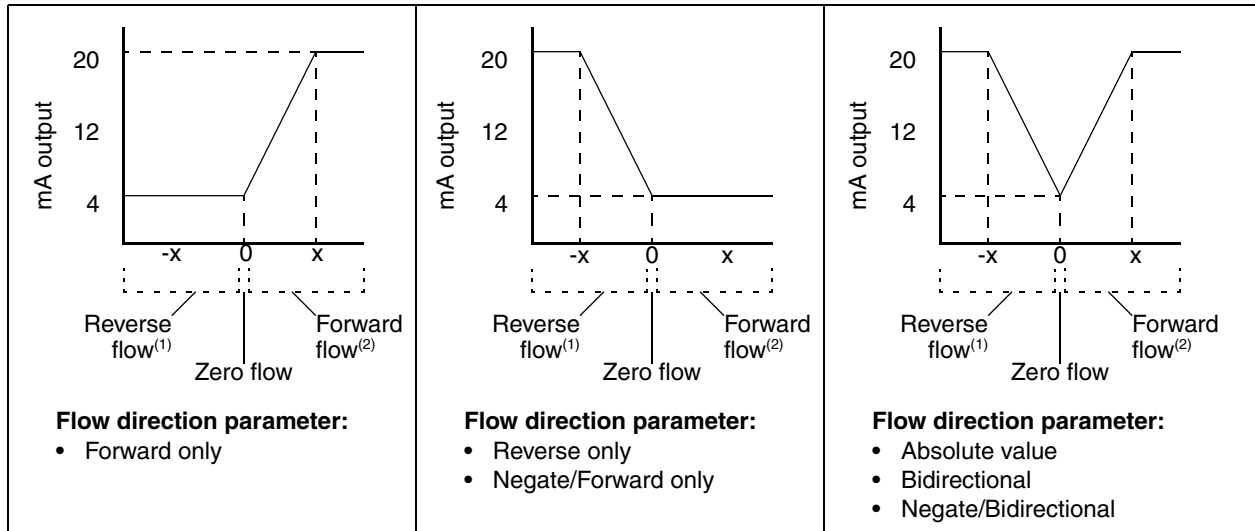 20
12
4
mA output
-x 0 x
Reverse flow(1)
Forward flow(2)
Zero flow
Flow direction parameter:
• Forward only
20
12
4
mA output
-x 0 x
Reverse flow(1)
Forward flow(2)
Zero flow
Flow direction parameter:
• Reverse only
• Negate/Forward only
20
12
4
mA output
-x 0 x
Reverse flow(1)
Forward flow(2)
Zero flow
Flow direction parameter:
• Absolute value
• Bidirectional
• Negate/Bidirectional